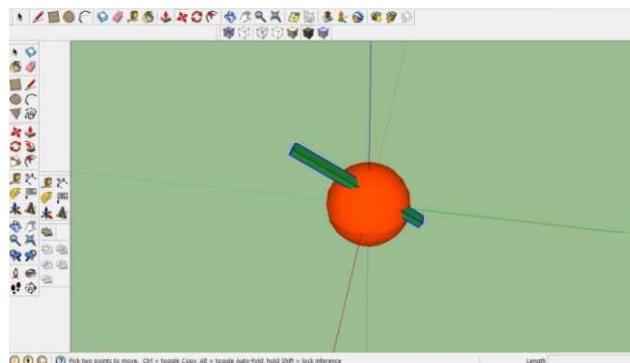 Pick two points to move. Ctrl = toggle Copy, Alt = toggle Auto-fold, hold Shift = lock inference
Length